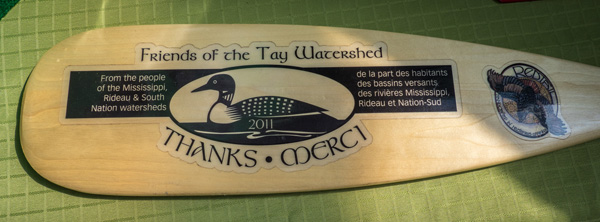 Friends of the Tay Watershed
From the people
of the Mississippi,
Rideau & South
Nation watersheds
de la part des habitants
des bassins versants
des rivières Mississippi,
Rideau et Nation-Sud
2011
THANKS • MERCI